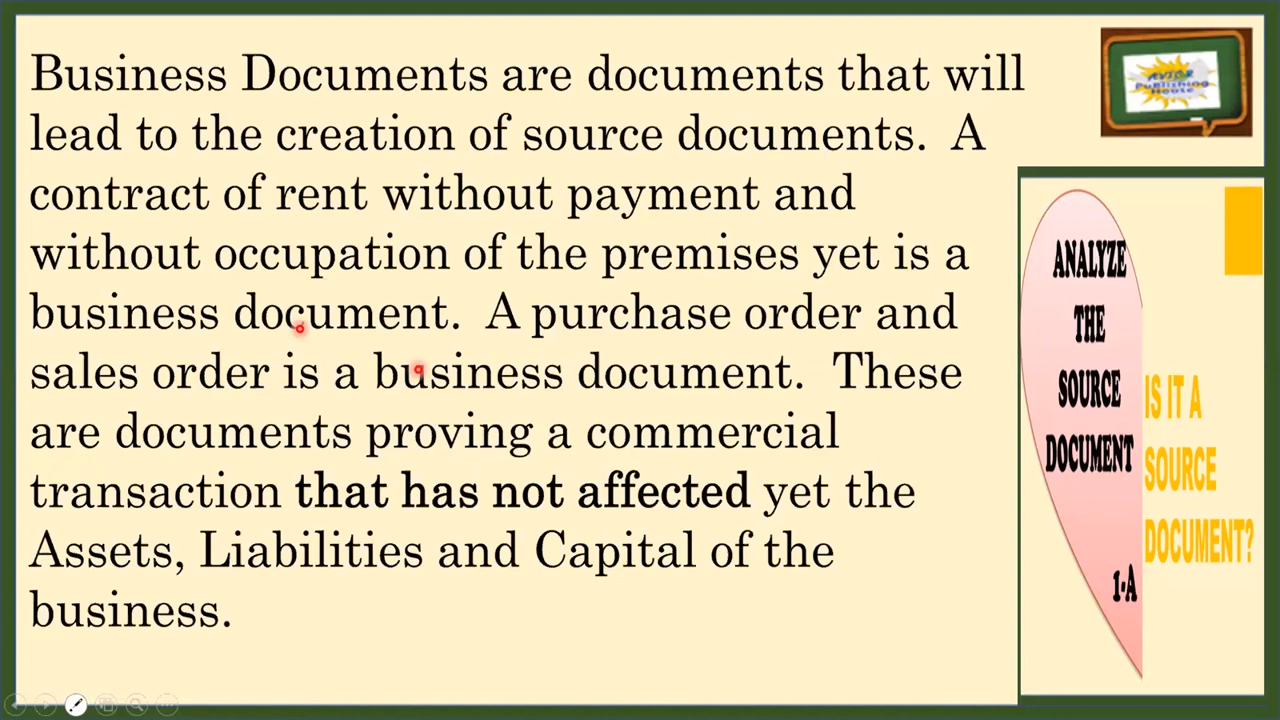 Business Documents are documents that will
lead to the creation of source documents.  A
contract of rent without payment and
without occupation of the premises yet is a
business document.  A purchase order and
sales order is a business document.  These
are documents proving a commercial
transaction that has not affected yet the
Assets, Liabilities and Capital of the
business.
AVICR
Publishing
House
ANALYZE
THE
SOURCE
DOCUMENT
1-A
IS IT A
SOURCE
DOCUMENT?